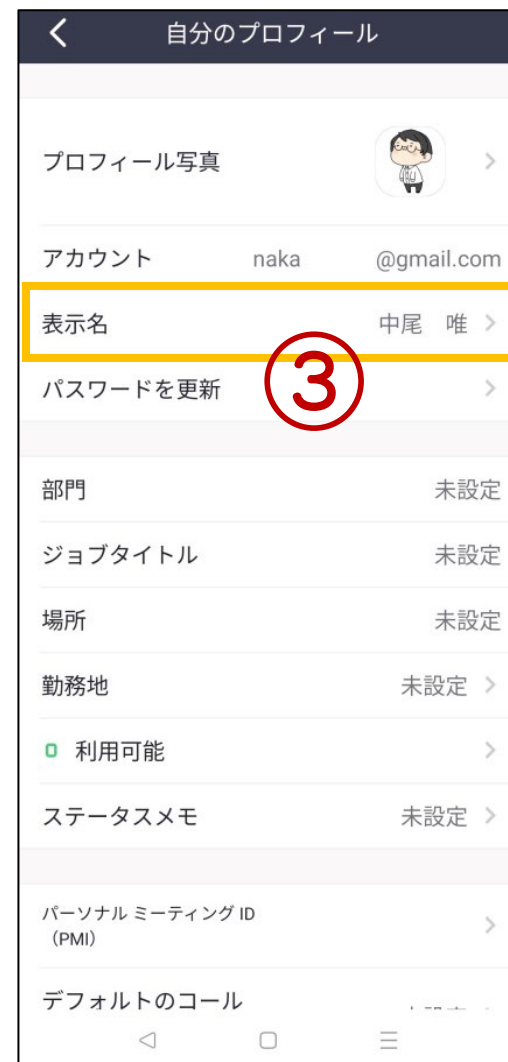 自分のプロフィール
プロフィール写真
アカウント naka @gmail.com
表示名 中尾 唯
③
パスワードを更新
部門 未設定
ジョブタイトル 未設定
場所 未設定
勤務地 未設定
利用可能
ステータスメモ 未設定
パーソナル ミーティング ID
(PMI)
デフォルトのコール